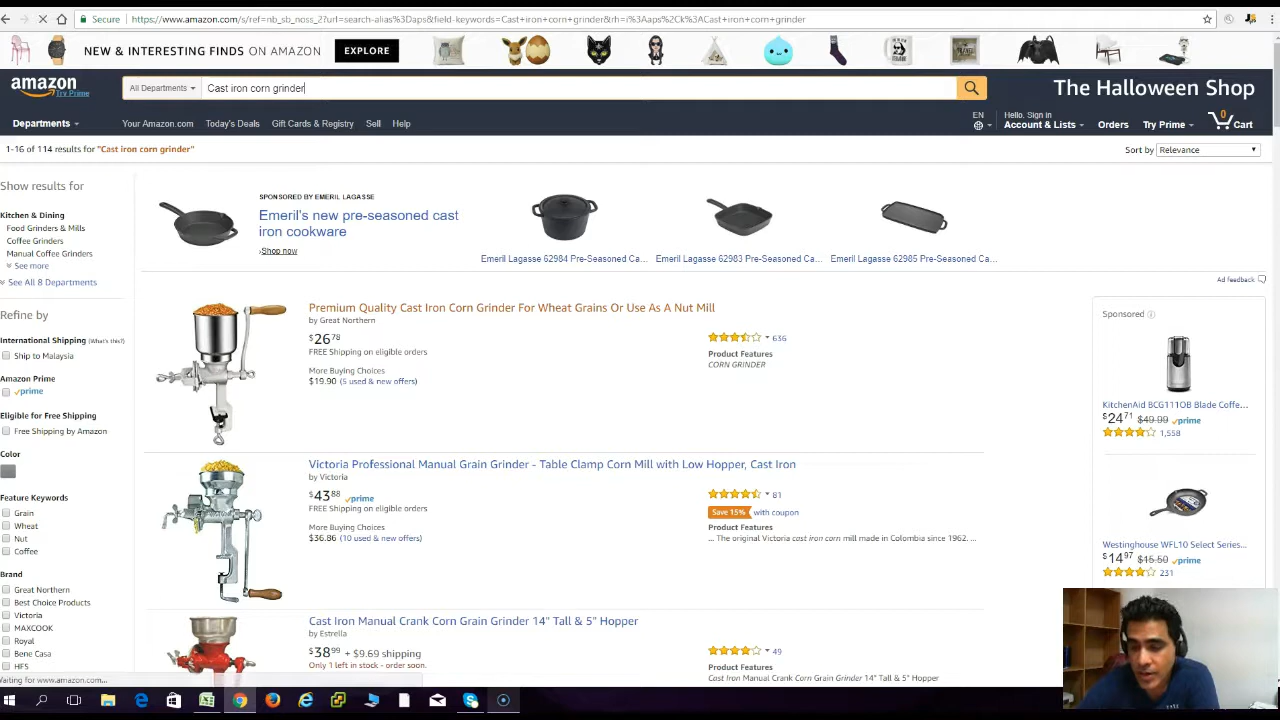 Secure
https://www.amazon.com/s/ref=nb_sb_noss_2?url=search-alias%3Daps&field-keywords=Cast+iron+corn+grinder&rh=i%3Aaps%2Ck%3ACast+iron+corn+grinder
NEW & INTERESTING FINDS ON AMAZON
EXPLORE
amazon
Try Prime
All Departments
Cast iron corn grinder
The Halloween Shop
Departments
Your Amazon.com
Today's Deals
Gift Cards & Registry
Sell
Help
EN
Hello. Sign in
Account & Lists
Orders
Try Prime
0
Cart
1-16 of 114 results for "Cast iron corn grinder"
Sort by
Relevance
Show results for
Kitchen & Dining
Food Grinders & Mills
Coffee Grinders
Manual Coffee Grinders
See more
See All 8 Departments
Refine by
International Shipping (What's this?)
Ship to Malaysia
Amazon Prime
prime
Eligible for Free Shipping
Free Shipping by Amazon
Color
Feature Keywords
Grain
Wheat
Nut
Coffee
Brand
Great Northern
Best Choice Products
Victoria
MAXCOOK
Royal
Bene Casa
HFS
Waiting for www.amazon.com...
SPONSORED BY EMERIL LAGASSE
Emeril's new pre-seasoned cast
iron cookware
›Shop now
Emeril Lagasse 62984 Pre-Seasoned Ca...
Emeril Lagasse 62983 Pre-Seasoned Ca...
Emeril Lagasse 62985 Pre-Seasoned Ca...
Ad feedback
Premium Quality Cast Iron Corn Grinder For Wheat Grains Or Use As A Nut Mill
by Great Northern
$26.78
FREE Shipping on eligible orders
More Buying Choices
$19.90 (5 used & new offers)
636
Product Features
CORN GRINDER
Victoria Professional Manual Grain Grinder - Table Clamp Corn Mill with Low Hopper, Cast Iron
by Victoria
$43.88 prime
FREE Shipping on eligible orders
More Buying Choices
$36.86 (10 used & new offers)
81
Save 15% with coupon
Product Features
... The original Victoria cast iron corn mill made in Colombia since 1962. ...
Cast Iron Manual Crank Corn Grain Grinder 14" Tall & 5" Hopper
by Estrella
$38.99 + $9.69 shipping
Only 1 left in stock - order soon.
49
Product Features
Cast Iron Manual Crank Corn Grain Grinder 14" Tall & 5" Hopper
Sponsored
KitchenAid BCG111OB Blade Coffe...
$24.71 $49.99 prime
1,558
Westinghouse WFL10 Select Series...
$14.97 $15.50 prime
231